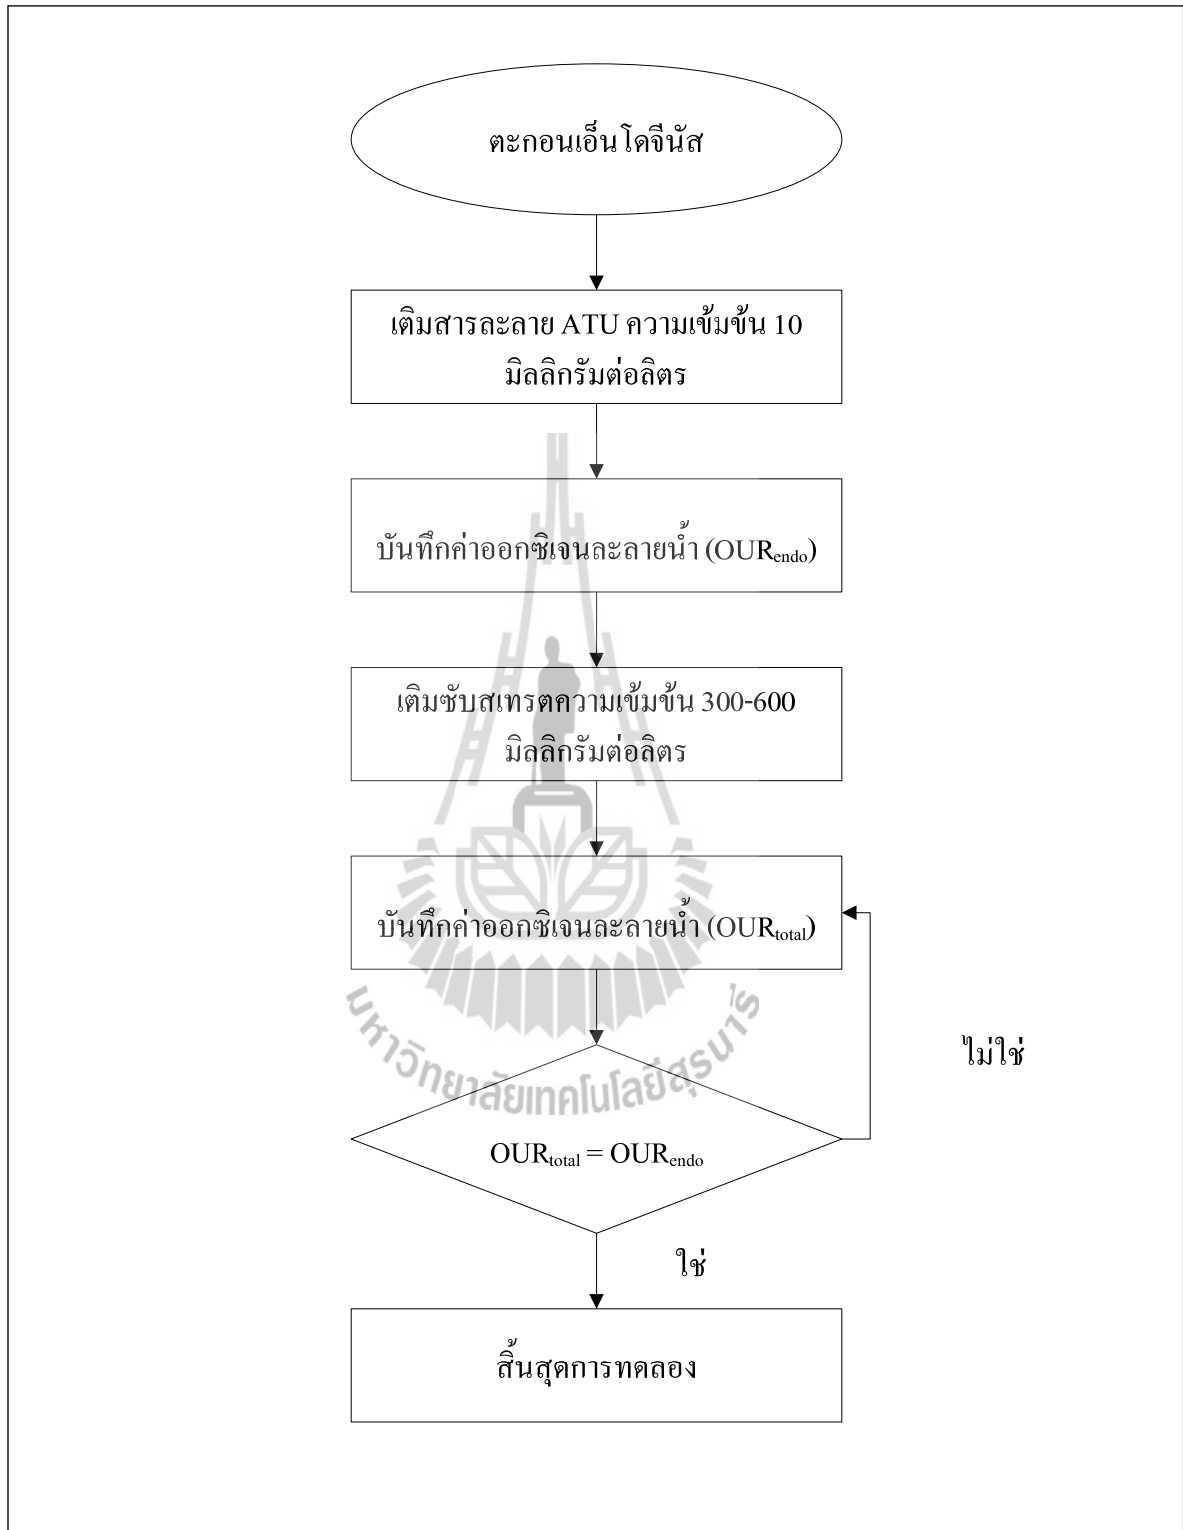 ตะกอนเอ็นโดจีนัส
เติมสารละลาย ATU ความเข้มข้น 10
มิลลิกรัมต่อลิตร
บันทึกค่าออกซิเจนละลายน้ำ (OURendo)
เติมซับสเทรตความเข้มข้น 300-600
มิลลิกรัมต่อลิตร
บันทึกค่าออกซิเจนละลายน้ำ (OURtotal)
ไม่ใช่
มหาวิทยาลัยเทคโนโลยีสุรนารี
OURtotal = OURendo
ใช่
สิ้นสุดการทดลอง